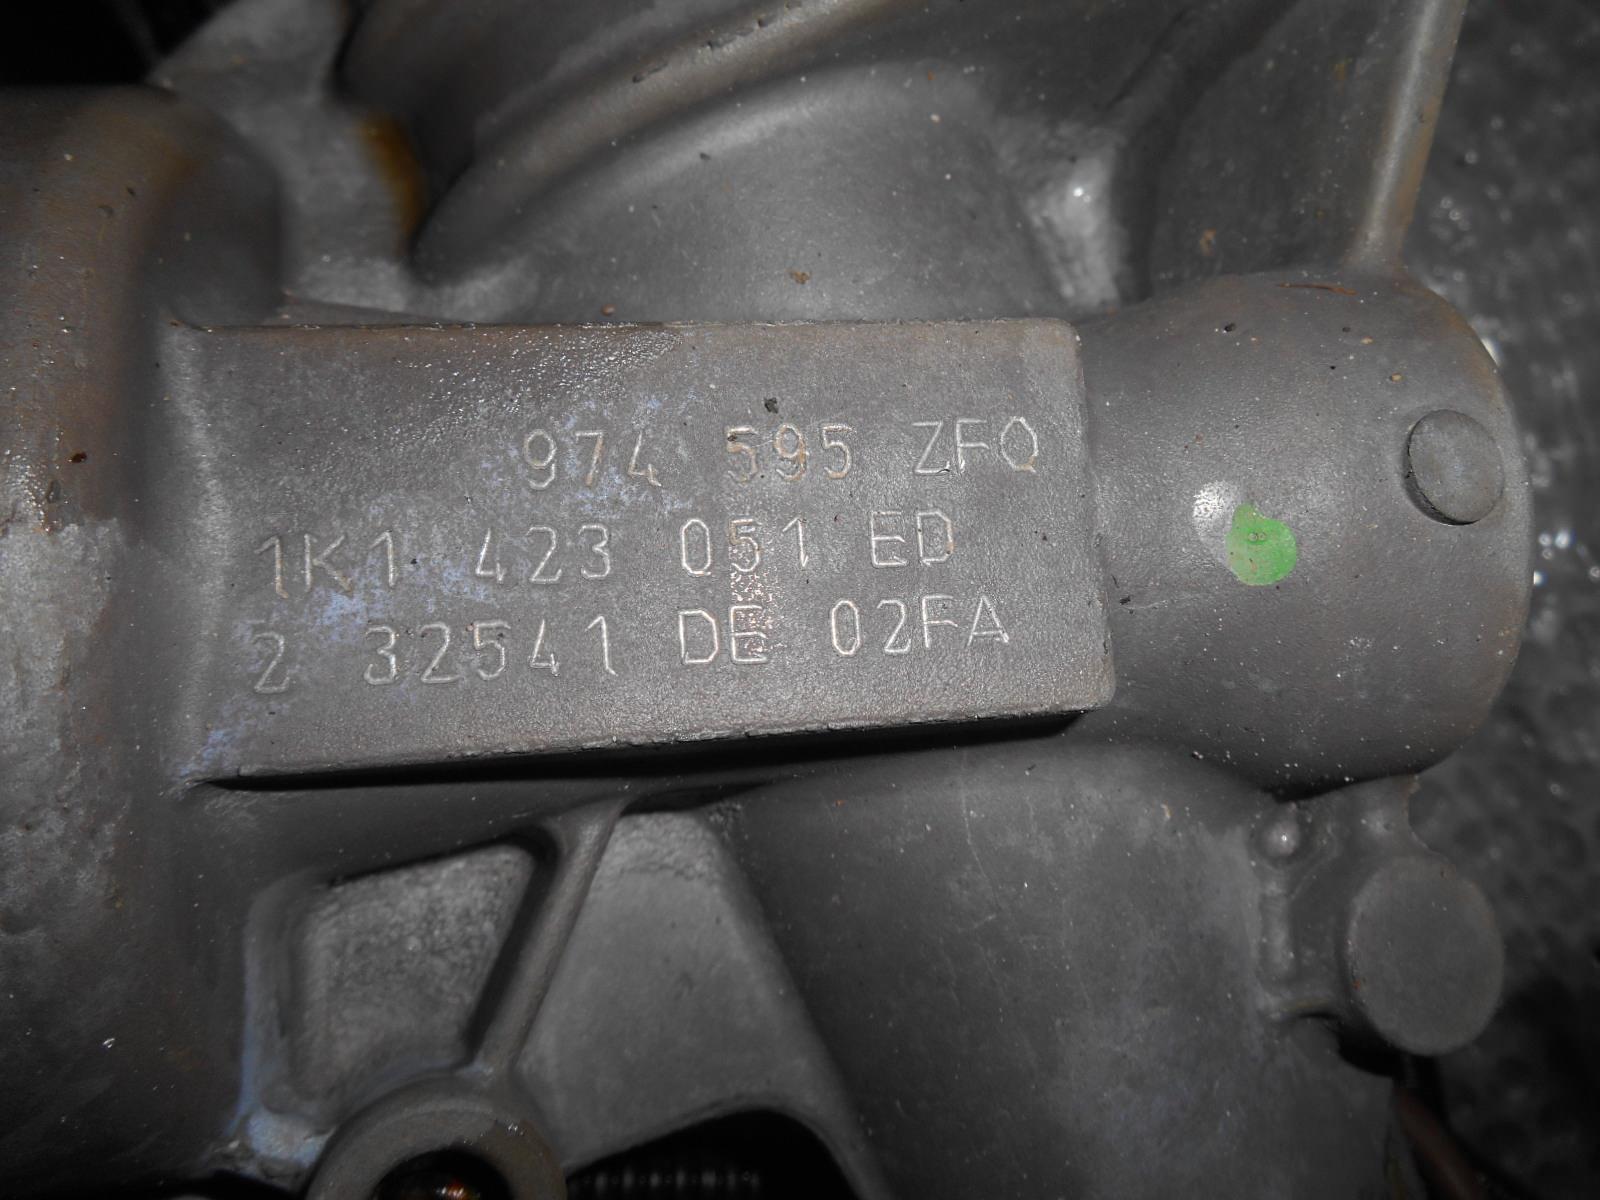 974 595 ZFQ
1K1 423 051 ED
2 32541 DE 02FA